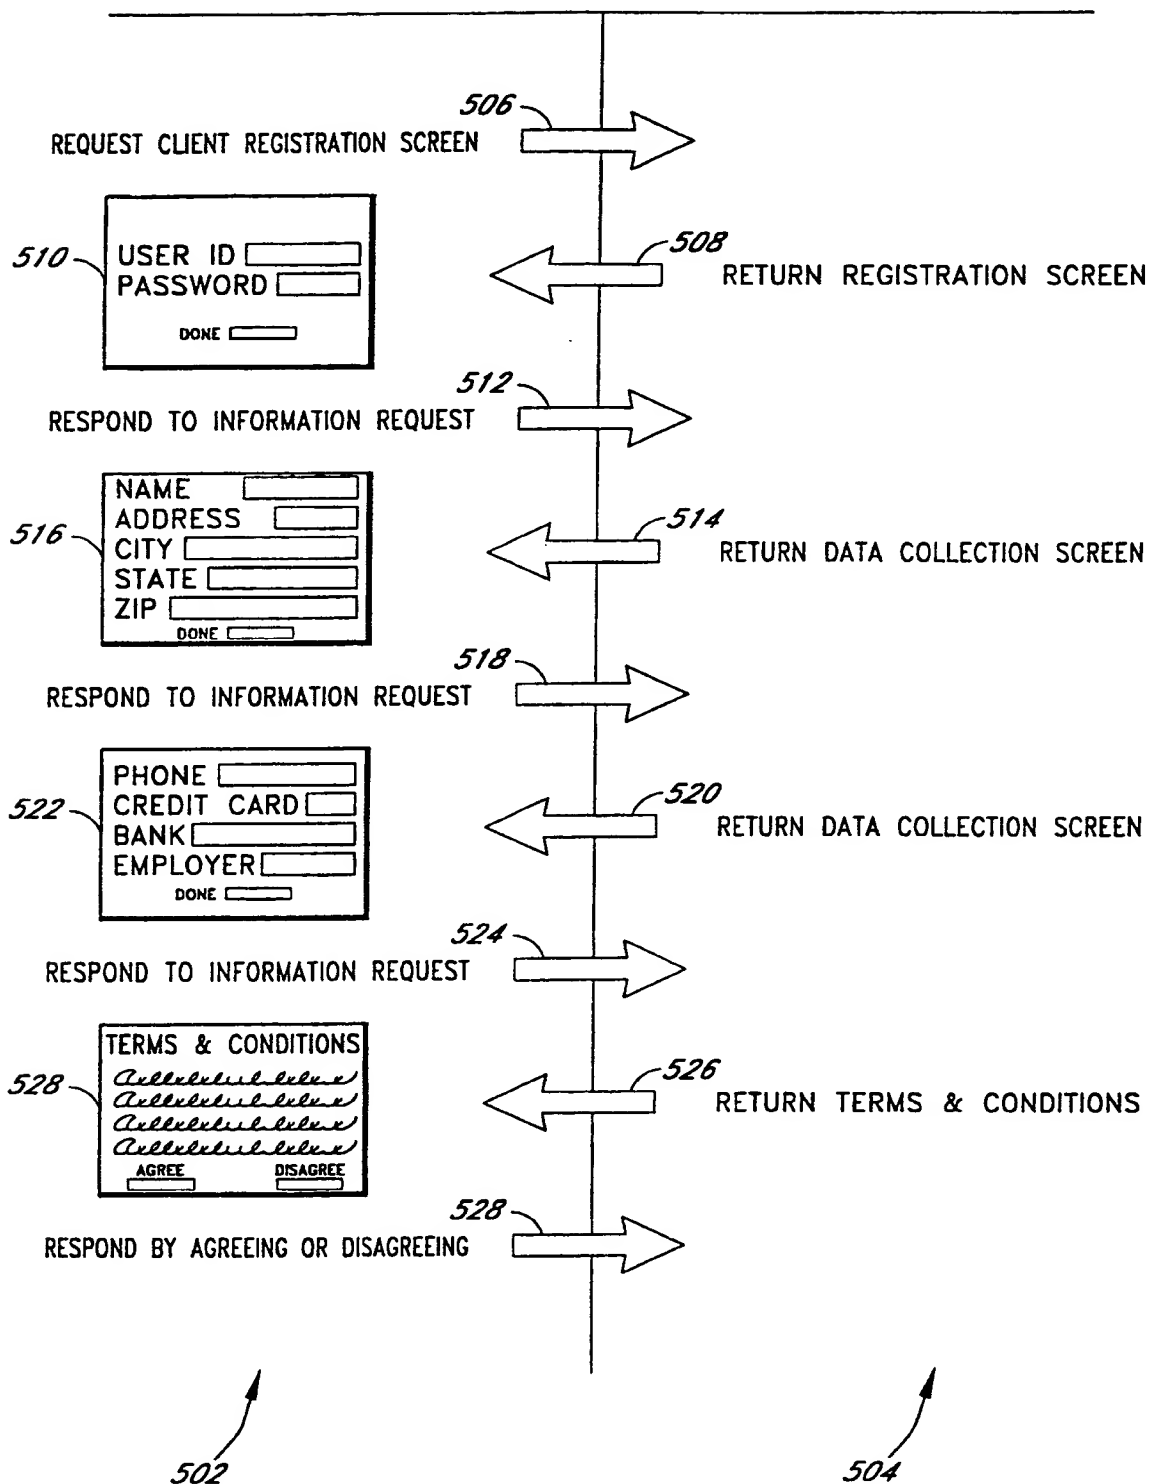 506
REQUEST CLIENT REGISTRATION SCREEN
510
USER ID
PASSWORD
DONE
508
RETURN REGISTRATION SCREEN
512
RESPOND TO INFORMATION REQUEST
516
NAME
ADDRESS
CITY
STATE
ZIP
DONE
514
RETURN DATA COLLECTION SCREEN
518
RESPOND TO INFORMATION REQUEST
522
PHONE
CREDIT CARD
BANK
EMPLOYER
DONE
520
RETURN DATA COLLECTION SCREEN
524
RESPOND TO INFORMATION REQUEST
528
TERMS & CONDITIONS
AGREE DISAGREE
526
RETURN TERMS & CONDITIONS
528
RESPOND BY AGREEING OR DISAGREEING
502
504